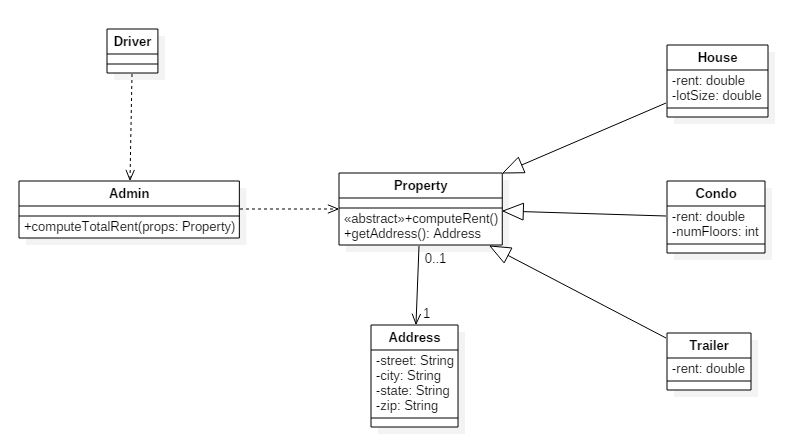 Driver
House
-rent: double
-lotSize: double
Admin
+computeTotalRent(props: Property)
Property
«abstract»+computeRent()
+getAddress(): Address
Condo
-rent: double
-numFloors: int
0..1
1
Address
-street: String
-city: String
-state: String
-zip: String
Trailer
-rent: double